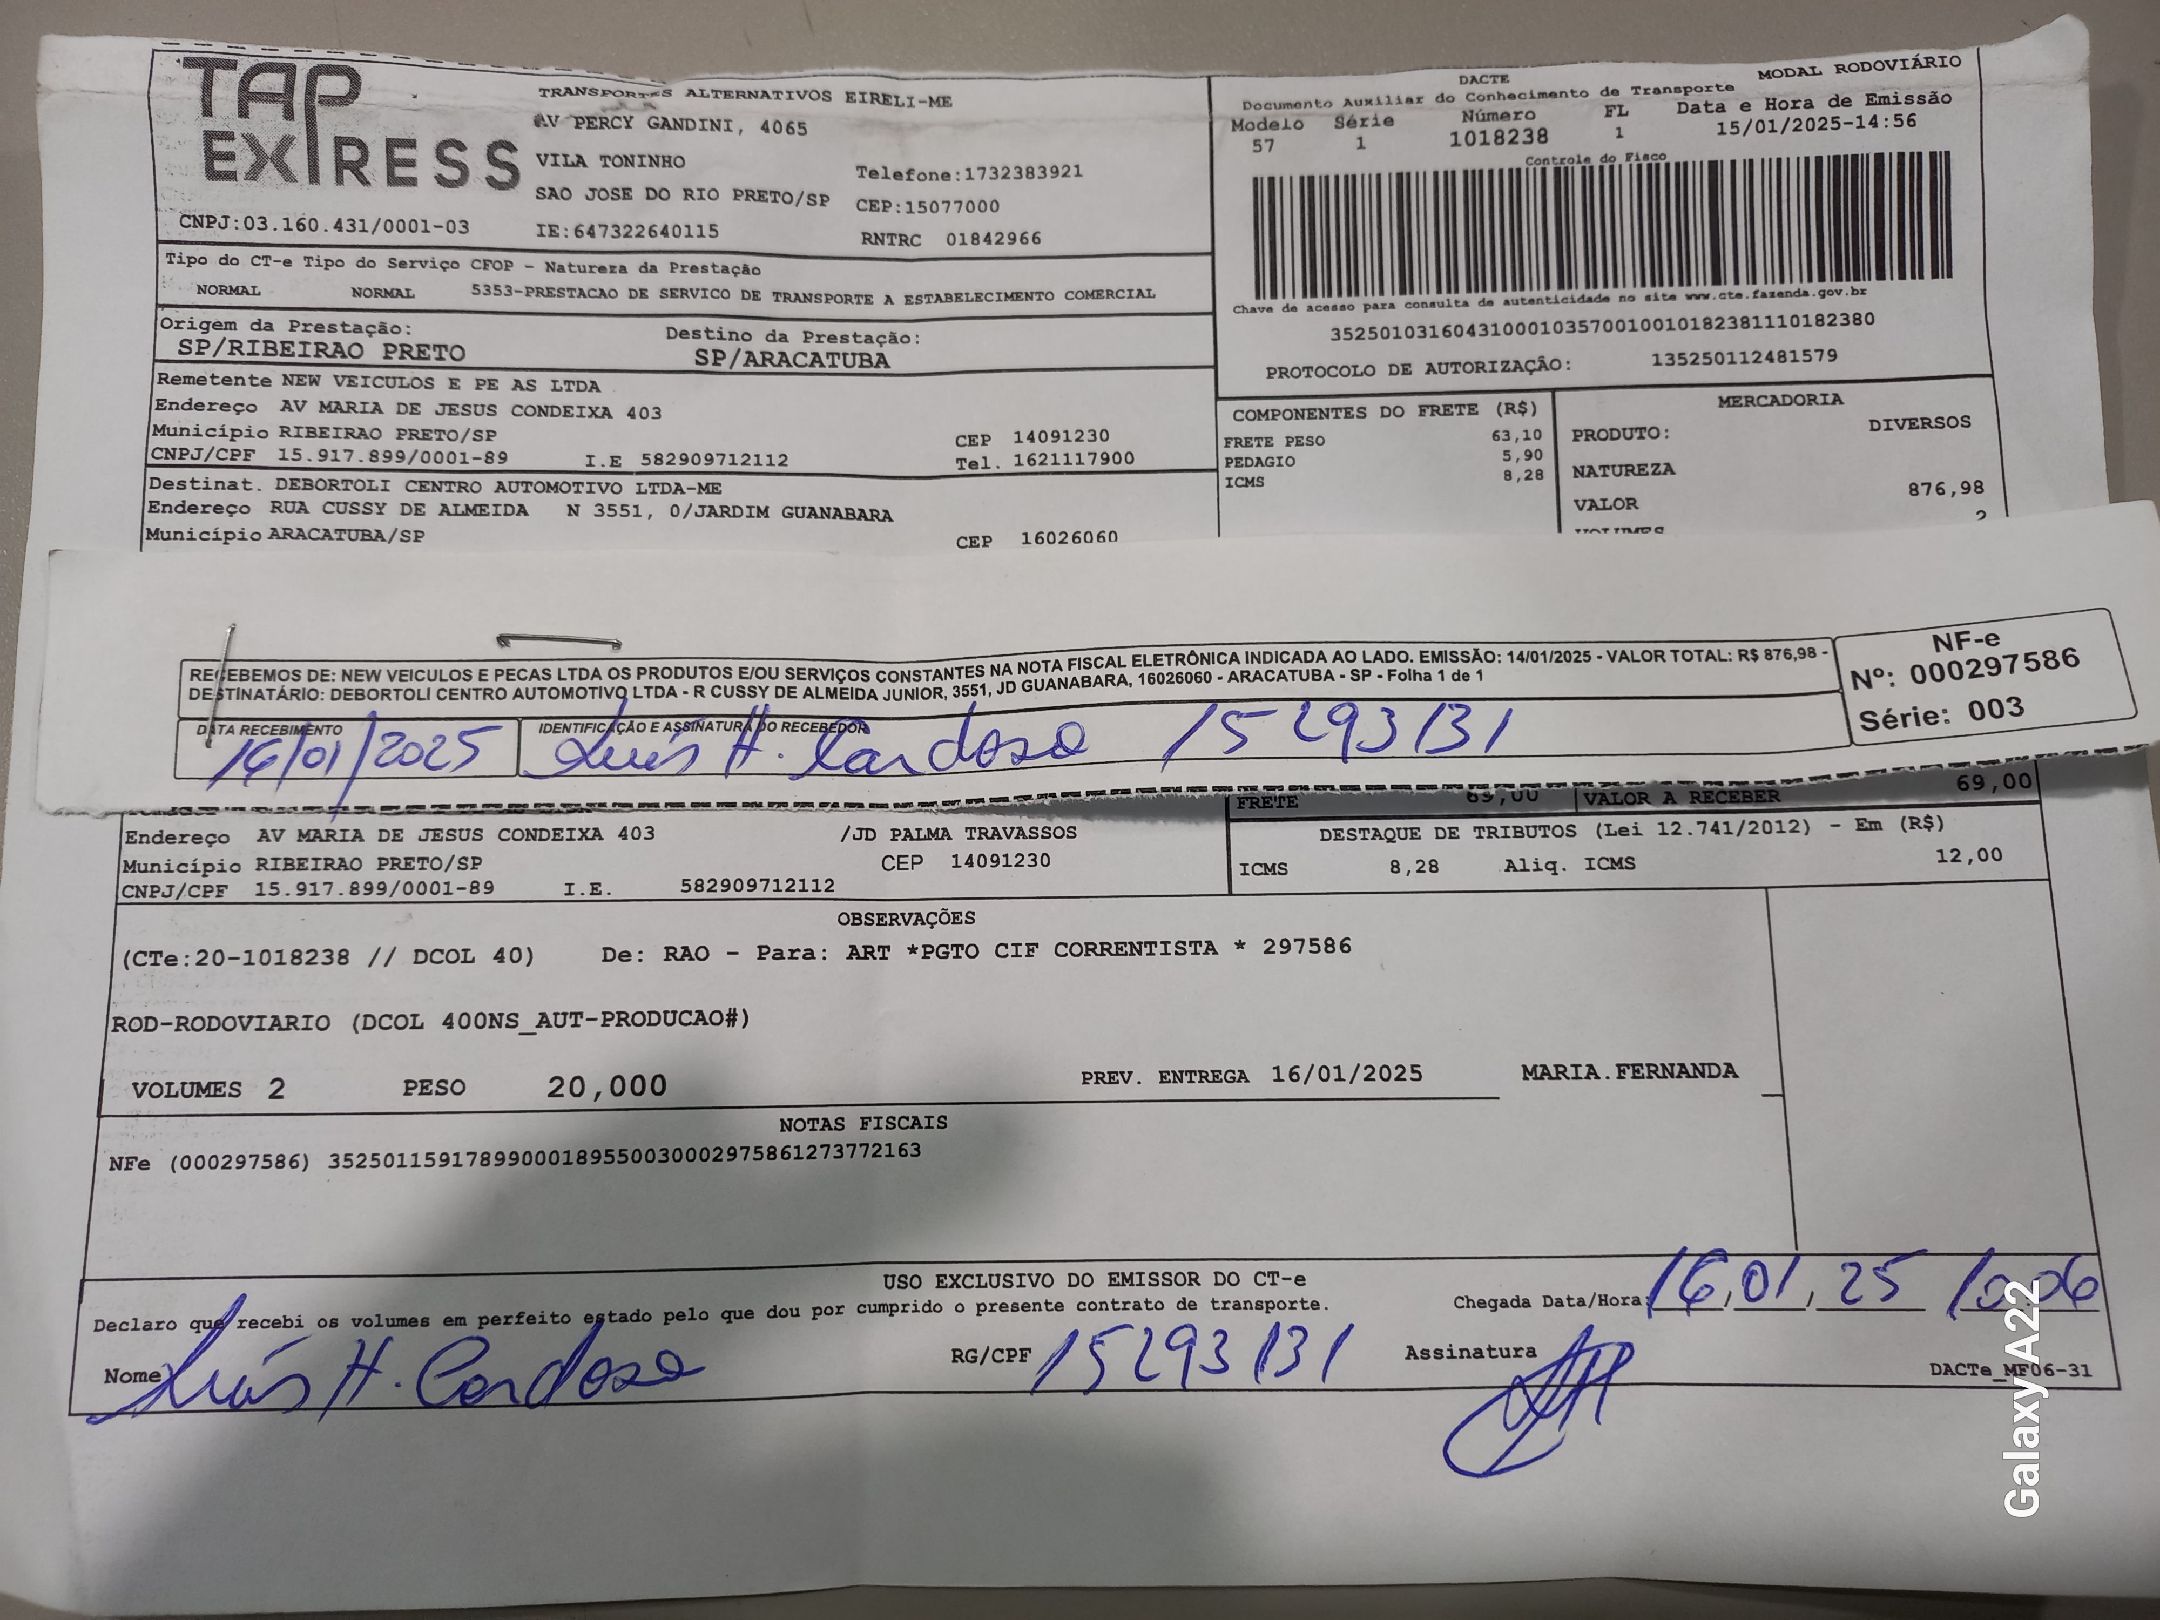 TAP EXPRESS
TRANSPORTES ALTERNATIVOS EIRELI-ME
AV PERCY GANDINI, 4065
VILA TONINHO
Telefone:1732383921
SAO JOSE DO RIO PRETO/SP
CEP:15077000
CNPJ:03.160.431/0001-03
IE:647322640115
RNTRC 01842966
DACTE
MODAL RODOVIÁRIO
Documento Auxiliar do Conhecimento de Transporte
Modelo Série Número FL Data e Hora de Emissão
57 1 1018238 1 15/01/2025-14:56
Controle do Fisco
Chave de acesso para consulta de autenticidade no site www.cte.fazenda.gov.br
35250103160431000103570010010182381110182380
PROTOCOLO DE AUTORIZAÇÃO: 135250112481579
Tipo do CT-e Tipo do Serviço CFOP - Natureza da Prestação
NORMAL NORMAL 5353-PRESTACAO DE SERVICO DE TRANSPORTE A ESTABELECIMENTO COMERCIAL
Origem da Prestação: Destino da Prestação:
SP/RIBEIRAO PRETO SP/ARACATUBA
Remetente NEW VEICULOS E PE AS LTDA
Endereço AV MARIA DE JESUS CONDEIXA 403
Município RIBEIRAO PRETO/SP CEP 14091230
CNPJ/CPF 15.917.899/0001-89 I.E 582909712112 Tel. 1621117900
Destinat. DEBORTOLI CENTRO AUTOMOTIVO LTDA-ME
Endereço RUA CUSSY DE ALMEIDA N 3551, 0/JARDIM GUANABARA
Município ARACATUBA/SP CEP 16026060
COMPONENTES DO FRETE (R$)
FRETE PESO 63,10
PEDAGIO 5,90
ICMS 8,28
MERCADORIA
PRODUTO: DIVERSOS
NATUREZA
VALOR 876,98
VOLUMES 2
RECEBEMOS DE: NEW VEICULOS E PECAS LTDA OS PRODUTOS E/OU SERVIÇOS CONSTANTES NA NOTA FISCAL ELETRÔNICA INDICADA AO LADO. EMISSÃO: 14/01/2025 - VALOR TOTAL: R$ 876,98 -
DESTINATÁRIO: DEBORTOLI CENTRO AUTOMOTIVO LTDA - R CUSSY DE ALMEIDA JUNIOR, 3551, JD GUANABARA, 16026060 - ARACATUBA - SP - Folha 1 de 1
DATA RECEBIMENTO
16/01/2025
IDENTIFICAÇÃO E ASSINATURA DO RECEBEDOR
Luís H. Cardoso 15293131
NF-e
Nº: 000297586
Série: 003
FRETE 69,00 VALOR A RECEBER 69,00
Endereço AV MARIA DE JESUS CONDEIXA 403 /JD PALMA TRAVASSOS
Município RIBEIRAO PRETO/SP CEP 14091230
CNPJ/CPF 15.917.899/0001-89 I.E. 582909712112
DESTAQUE DE TRIBUTOS (Lei 12.741/2012) - Em (R$)
ICMS 8,28 Aliq. ICMS 12,00
OBSERVAÇÕES
(CTe:20-1018238 // DCOL 40) De: RAO - Para: ART *PGTO CIF CORRENTISTA * 297586
ROD-RODOVIARIO (DCOL 400NS_AUT-PRODUCAO#)
VOLUMES 2 PESO 20,000 PREV. ENTREGA 16/01/2025 MARIA.FERNANDA
NOTAS FISCAIS
NFe (000297586) 35250115917899000189550030002975861273772163
USO EXCLUSIVO DO EMISSOR DO CT-e
Declaro que recebi os volumes em perfeito estado pelo que dou por cumprido o presente contrato de transporte.
Chegada Data/Hora: 16,01,25 10:06
Nome Luís H. Cardoso RG/CPF 15293131 Assinatura
DACTe_MF06-31
Galaxy A22